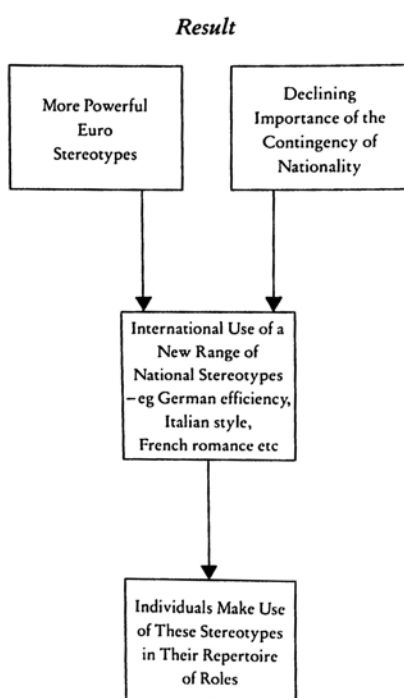 Result
More Powerful
Euro
Stereotypes
Declining
Importance of the
Contingency of
Nationality
International Use of a
New Range of
National Stereotypes
– eg German efficiency,
Italian style,
French romance etc
Individuals Make Use
of These Stereotypes
in Their Repertoire
of Roles